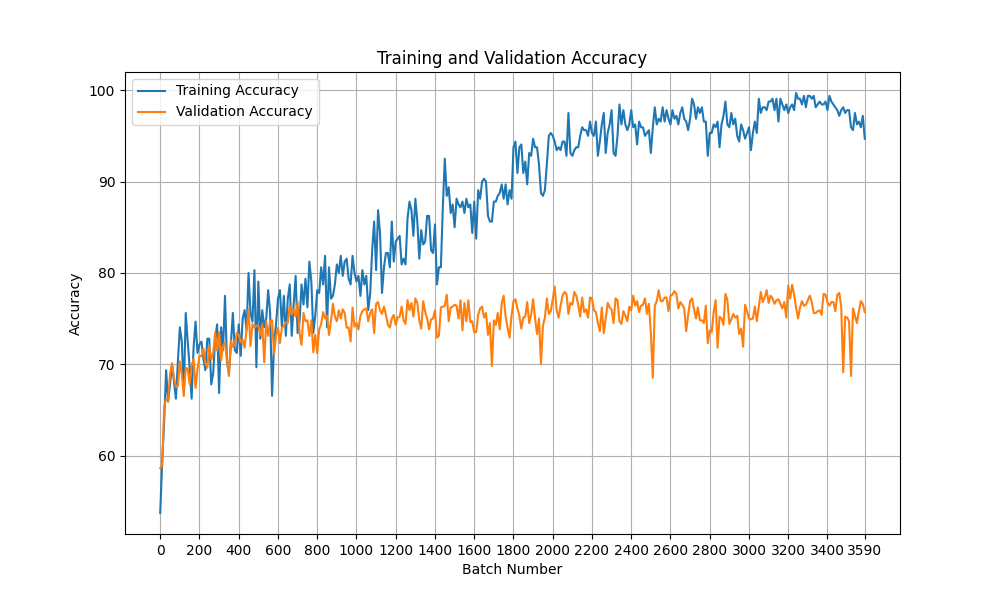 Training and Validation Accuracy
Training Accuracy
Validation Accuracy
100
90
80
70
60
Accuracy
0 200 400 600 800 1000 1200 1400 1600 1800 2000 2200 2400 2600 2800 3000 3200 3400 3590
Batch Number